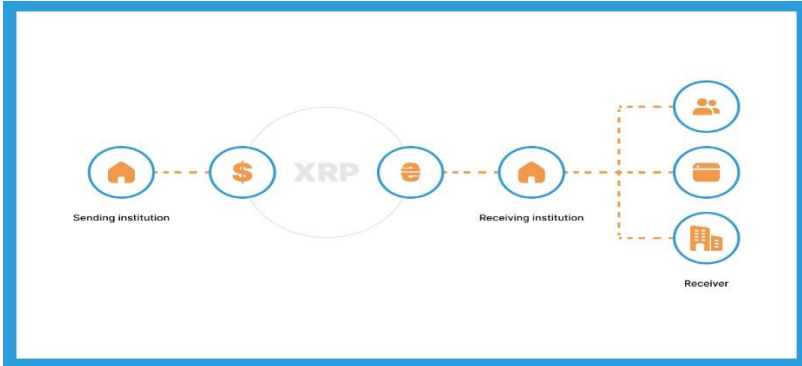 $ XRP ₴
Sending institution
Receiving institution
Receiver